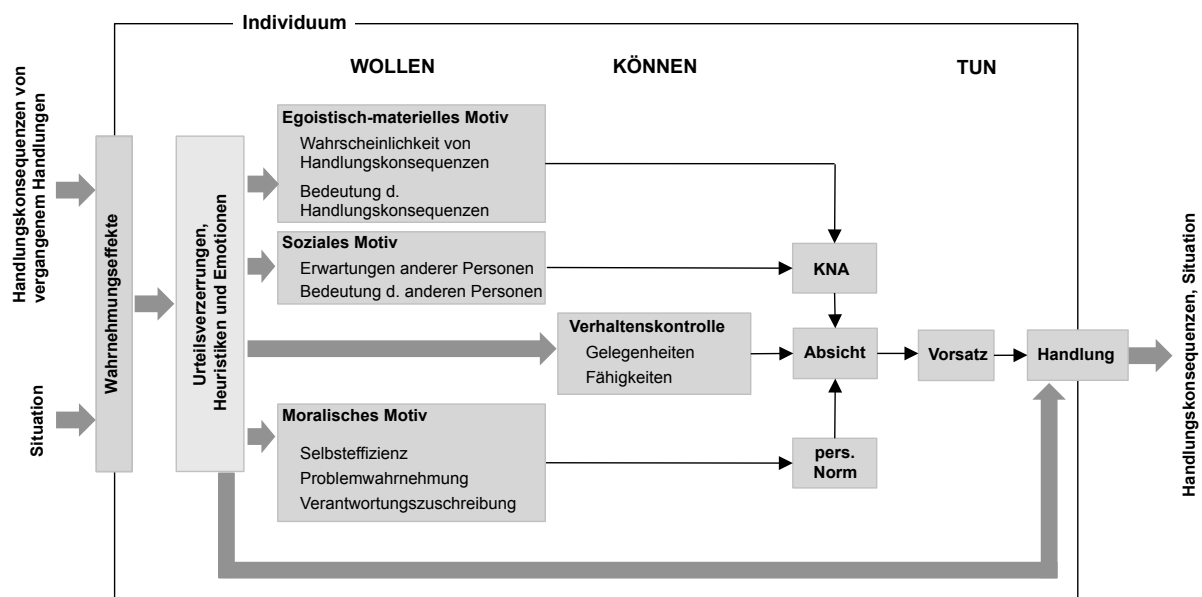 Individuum
WOLLEN
KÖNNEN
TUN
Handlungskonsequenzen von
vergangenem Handlungen
Situation
Wahrnehmungseffekte
Urteilsverzerrungen,
Heuristiken und Emotionen
Egoistisch-materielles Motiv
Wahrscheinlichkeit von
Handlungskonsequenzen
Bedeutung d.
Handlungskonsequenzen
Soziales Motiv
Erwartungen anderer Personen
Bedeutung d. anderen Personen
Verhaltenskontrolle
Gelegenheiten
Fähigkeiten
Moralisches Motiv
Selbsteffizienz
Problemwahrnehmung
Verantwortungszuschreibung
KNA
Absicht
pers.
Norm
Vorsatz
Handlung
Handlungskonsequenzen, Situation